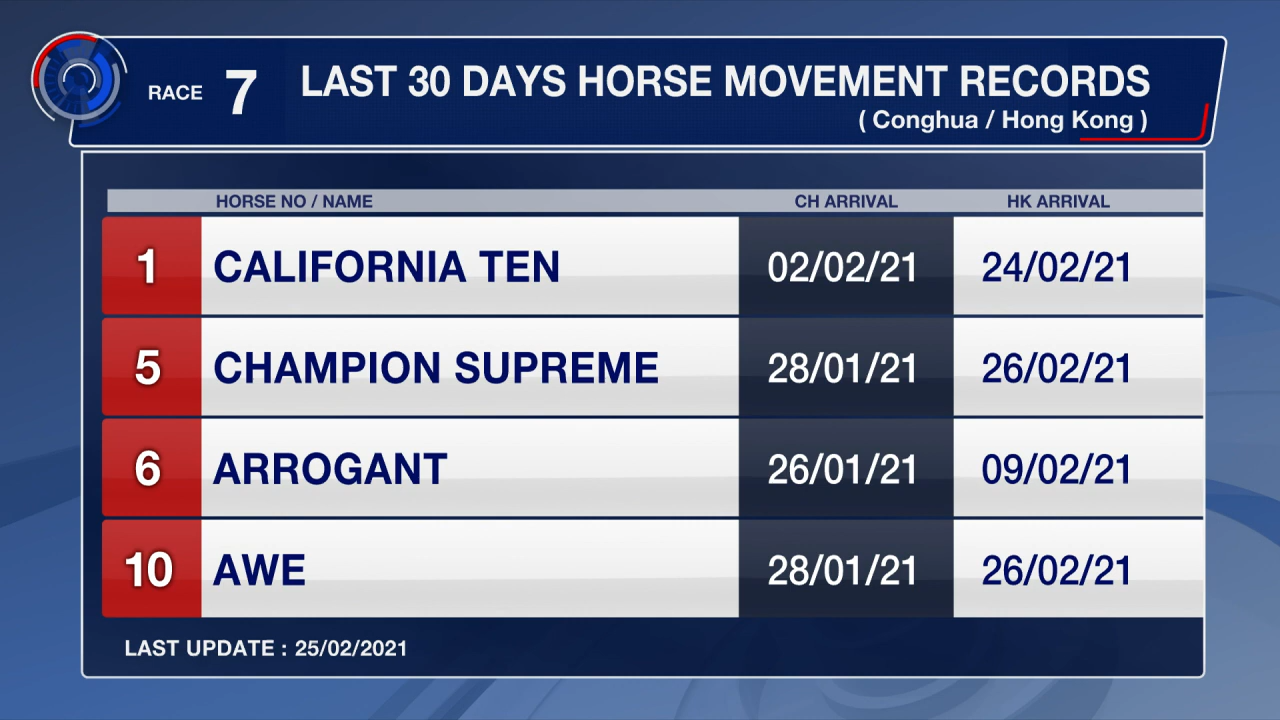 RACE 7 LAST 30 DAYS HORSE MOVEMENT RECORDS
( Conghua / Hong Kong )
HORSE NO / NAME CH ARRIVAL HK ARRIVAL
1 CALIFORNIA TEN 02/02/21 24/02/21
5 CHAMPION SUPREME 28/01/21 26/02/21
6 ARROGANT 26/01/21 09/02/21
10 AWE 28/01/21 26/02/21
LAST UPDATE : 25/02/2021